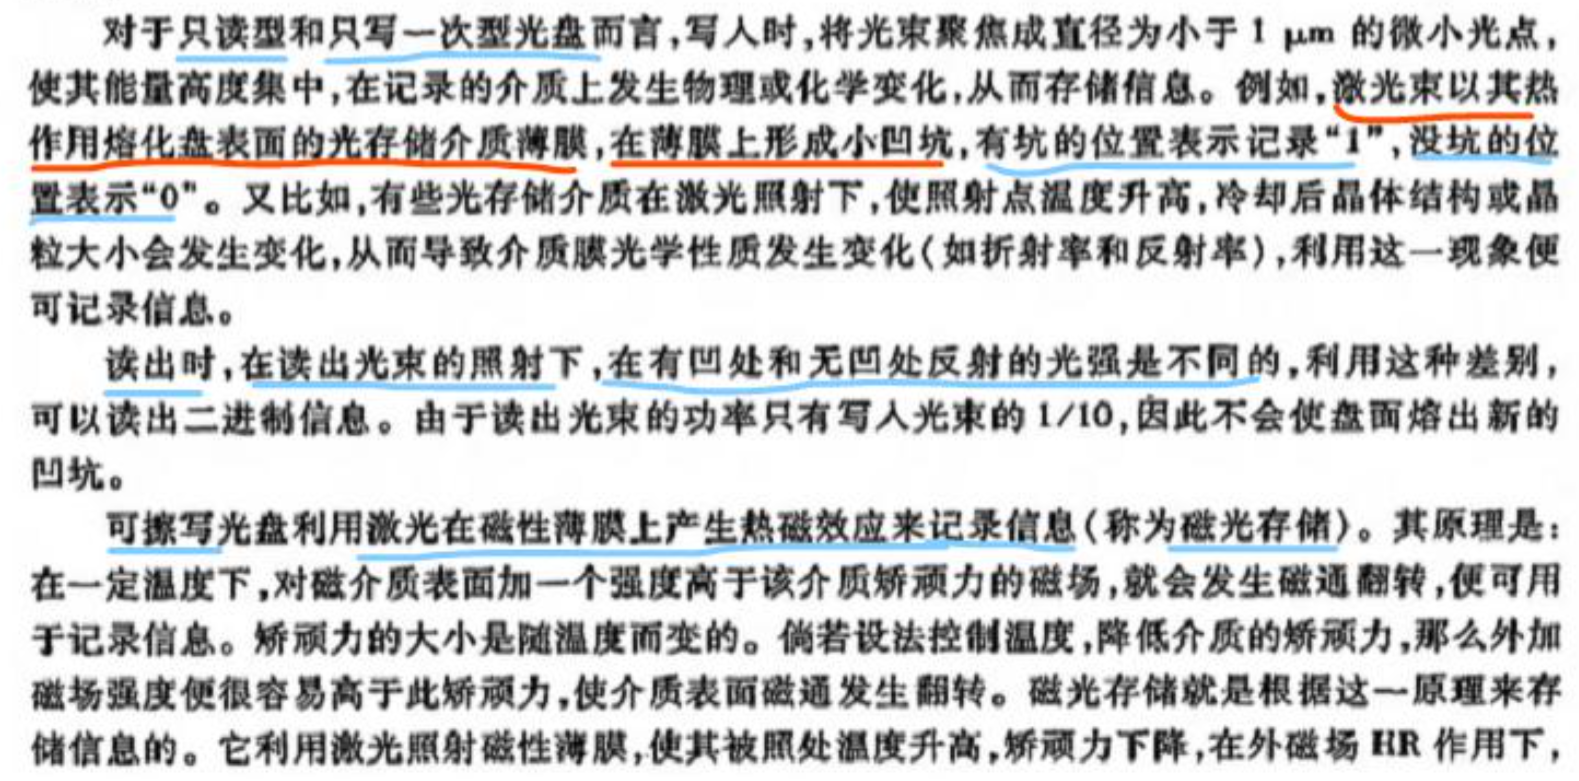 对于只读型和只写一次型光盘而言,写入时,将光束聚焦成直径为小于 1 μm 的微小光点,
使其能量高度集中,在记录的介质上发生物理或化学变化,从而存储信息。例如,激光束以其热
作用熔化盘表面的光存储介质薄膜,在薄膜上形成小凹坑,有坑的位置表示记录“1”,没坑的位
置表示“0”。又比如,有些光存储介质在激光照射下,使照射点温度升高,冷却后晶体结构或晶
粒大小会发生变化,从而导致介质膜光学性质发生变化(如折射率和反射率),利用这一现象便
可记录信息。
读出时,在读出光束的照射下,在有凹处和无凹处反射的光强是不同的,利用这种差别,
可以读出二进制信息。由于读出光束的功率只有写入光束的 1/10,因此不会使盘面熔出新的
凹坑。
可擦写光盘利用激光在磁性薄膜上产生热磁效应来记录信息(称为磁光存储)。其原理是:
在一定温度下,对磁介质表面加一个强度高于该介质矫顽力的磁场,就会发生磁通翻转,便可用
于记录信息。矫顽力的大小是随温度而变的。倘若设法控制温度,降低介质的矫顽力,那么外加
磁场强度便很容易高于此矫顽力,使介质表面磁通发生翻转。磁光存储就是根据这一原理来存
储信息的。它利用激光照射磁性薄膜,使其被照处温度升高,矫顽力下降,在外磁场 HR 作用下,